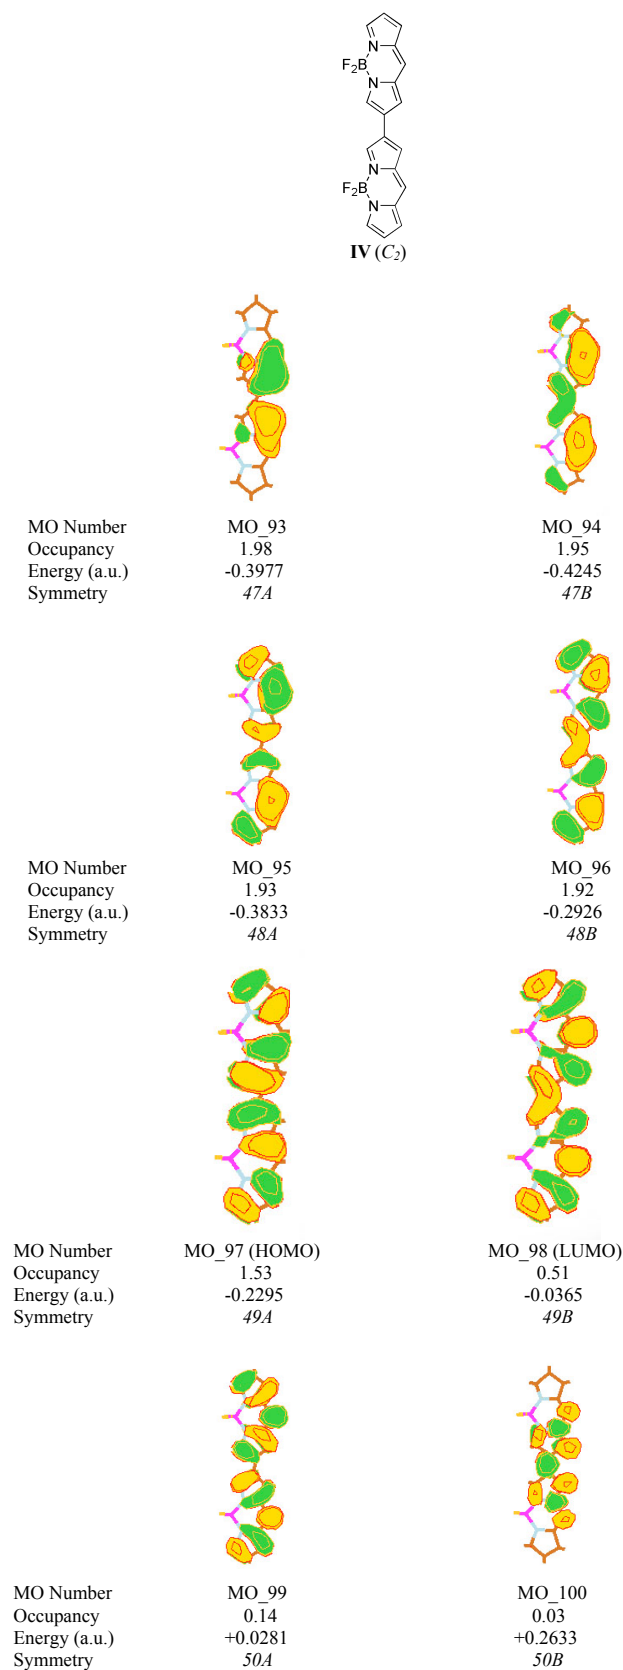 N
F2B
N
N
F2B
N
IV (C2)
MO Number MO_93 MO_94
Occupancy 1.98 1.95
Energy (a.u.) -0.3977 -0.4245
Symmetry 47A 47B
MO Number MO_95 MO_96
Occupancy 1.93 1.92
Energy (a.u.) -0.3833 -0.2926
Symmetry 48A 48B
MO Number MO_97 (HOMO) MO_98 (LUMO)
Occupancy 1.53 0.51
Energy (a.u.) -0.2295 -0.0365
Symmetry 49A 49B
MO Number MO_99 MO_100
Occupancy 0.14 0.03
Energy (a.u.) +0.0281 +0.2633
Symmetry 50A 50B